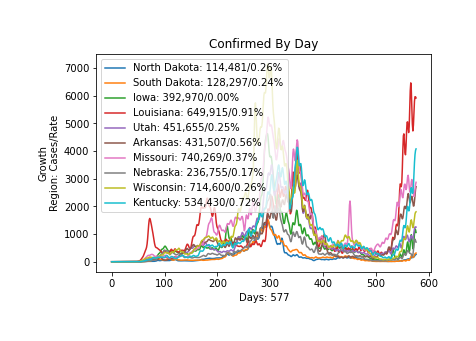 Confirmed By Day
Growth
Region: Cases/Rate
7000
6000
5000
4000
3000
2000
1000
0
North Dakota: 114,481/0.26%
South Dakota: 128,297/0.24%
Iowa: 392,970/0.00%
Louisiana: 649,915/0.91%
Utah: 451,655/0.25%
Arkansas: 431,507/0.56%
Missouri: 740,269/0.37%
Nebraska: 236,755/0.17%
Wisconsin: 714,600/0.26%
Kentucky: 534,430/0.72%
0 100 200 300 400 500 600
Days: 577